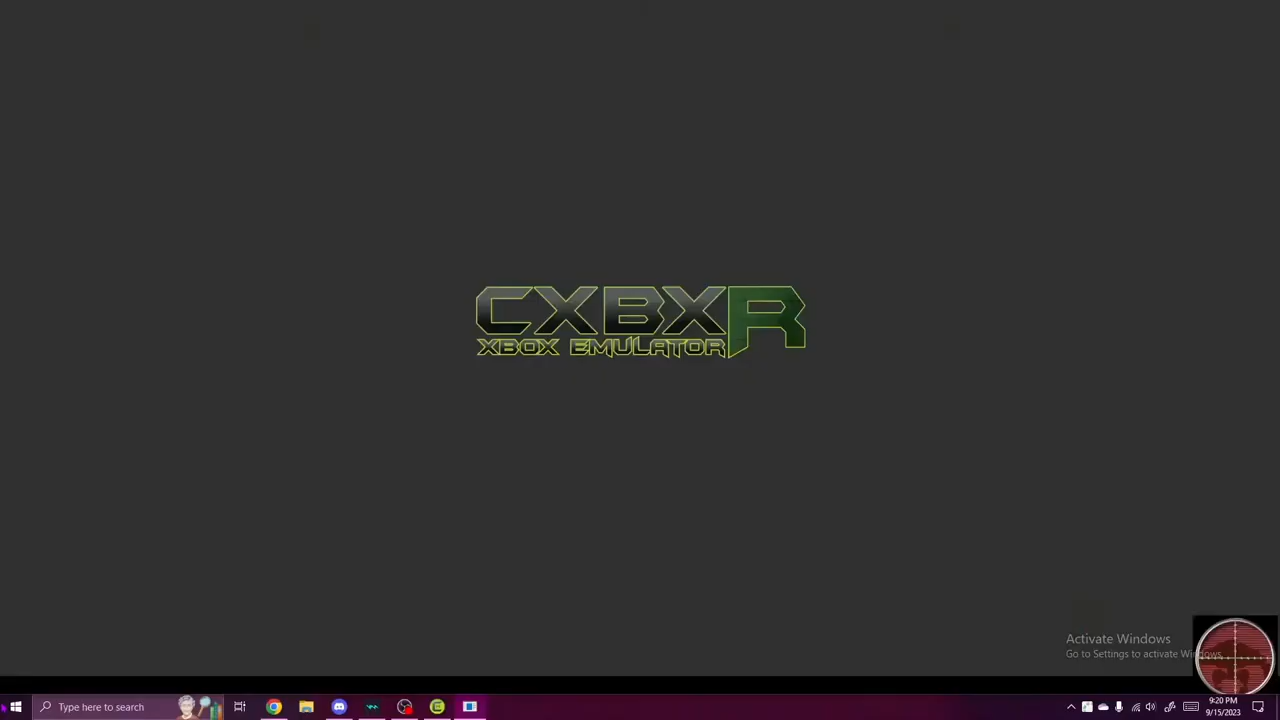 CXBXR
XBOX EMULATOR
Activate Windows
Go to Settings to activate Windows.
Type here to search
9:20 PM
9/15/2023